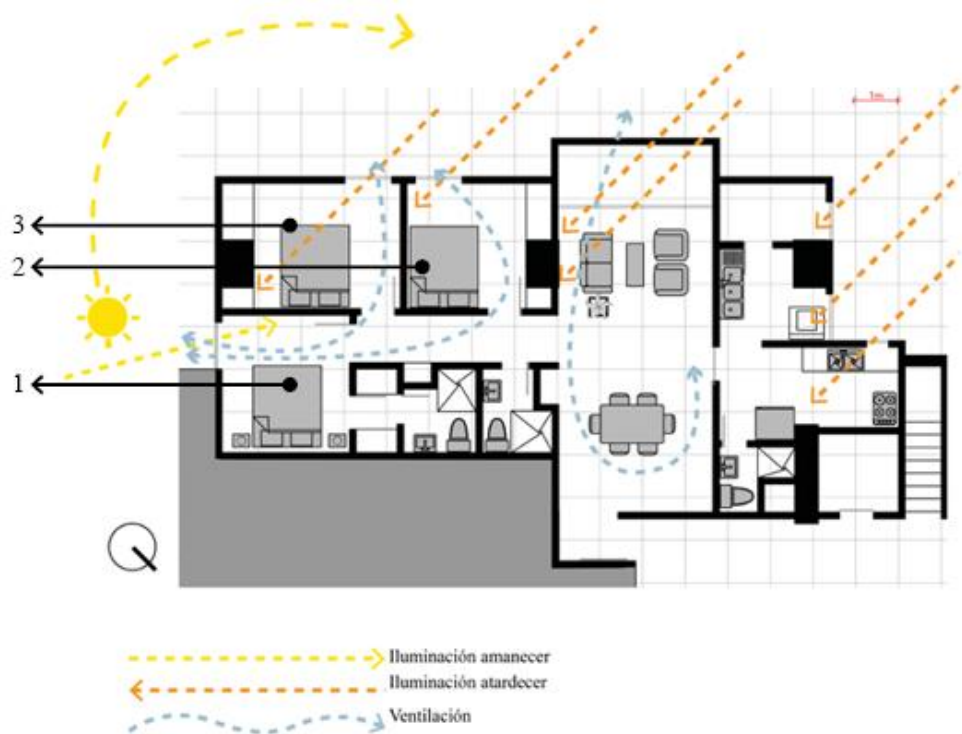 1m
3
2
1
Iluminación amanecer
Iluminación atardecer
Ventilación